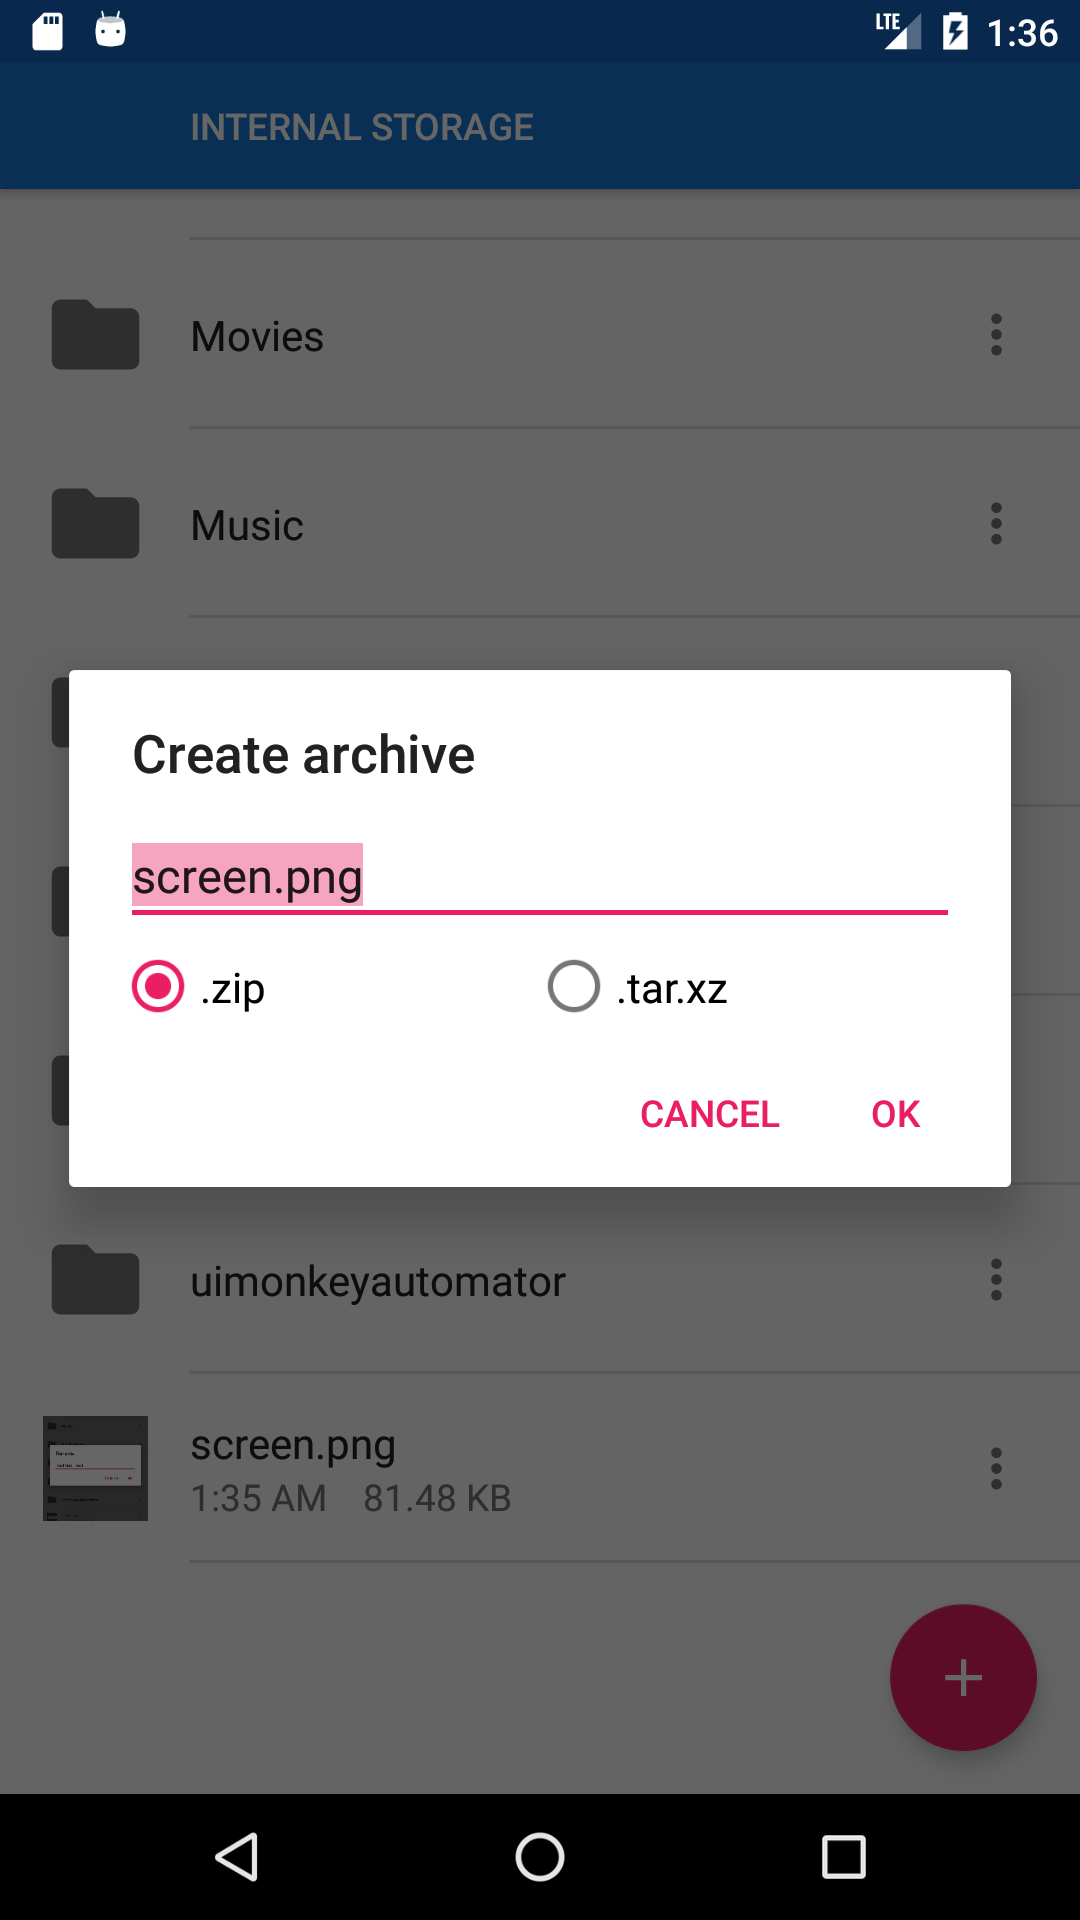 LTE 1:36
INTERNAL STORAGE
Movies
Music
Create archive
screen.png
.zip .tar.xz
CANCEL OK
uimonkeyautomator
screen.png
1:35 AM 81.48 KB